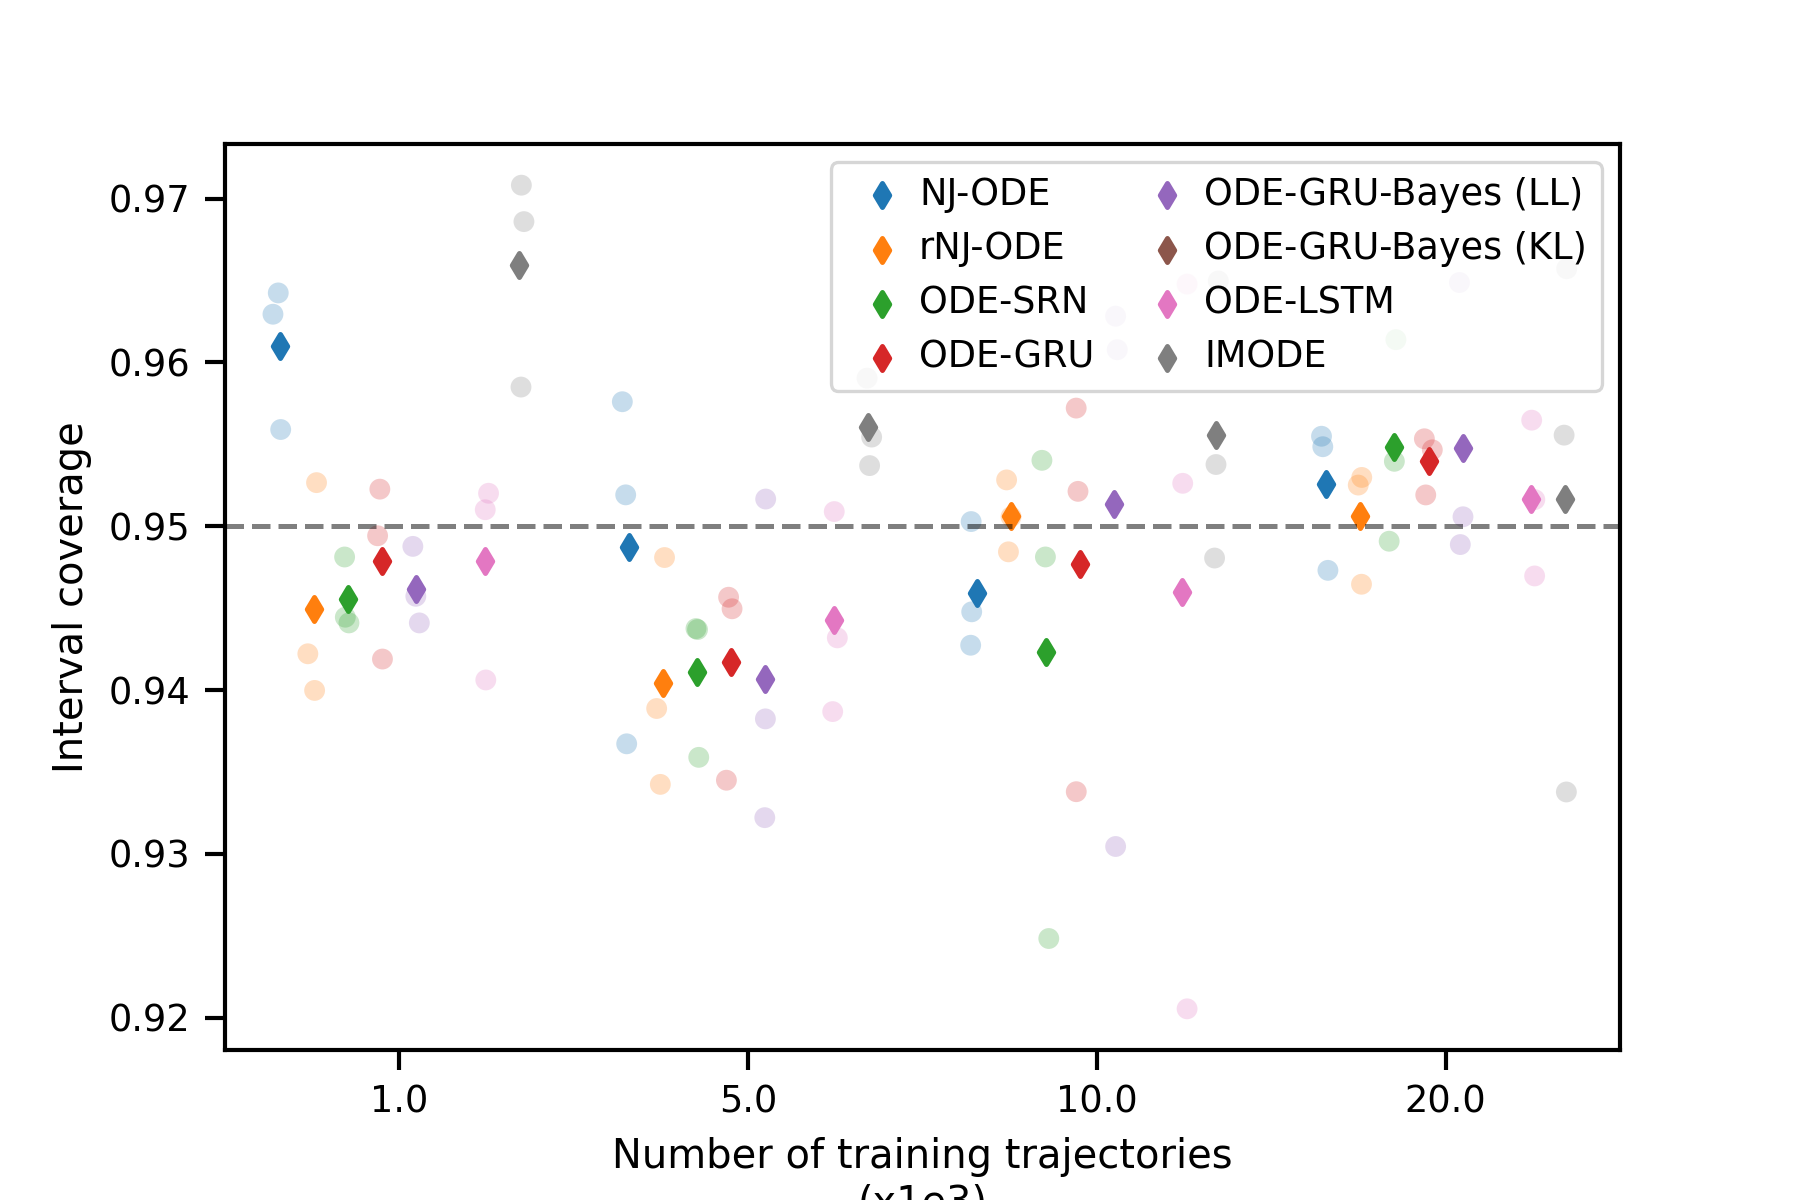 0.97
0.96
0.95
0.94
0.93
0.92
Interval coverage
NJ-ODE
rNJ-ODE
ODE-SRN
ODE-GRU
ODE-GRU-Bayes (LL)
ODE-GRU-Bayes (KL)
ODE-LSTM
IMODE
1.0 5.0 10.0 20.0
Number of training trajectories
(x1e3)